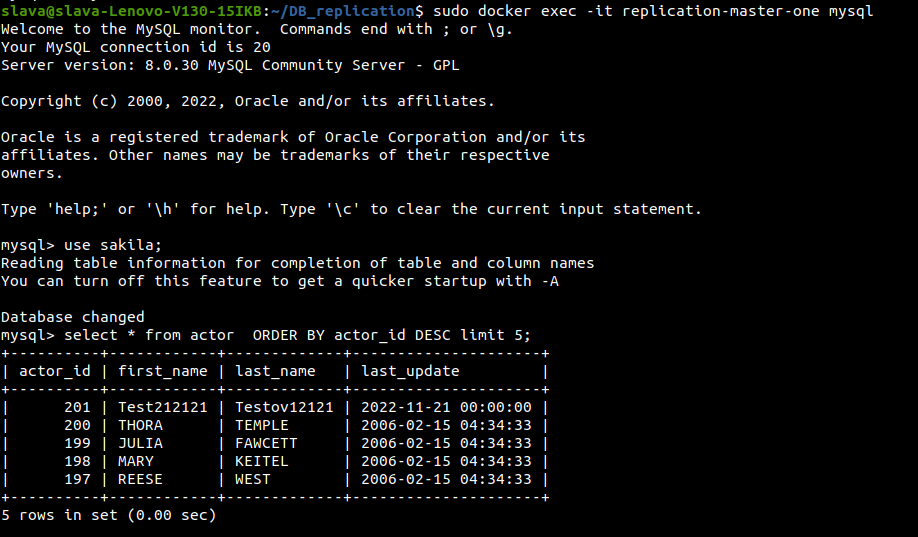 slava@slava-Lenovo-V130-15IKB:~/DB_replication$ sudo docker exec -it replication-master-one mysql
Welcome to the MySQL monitor.  Commands end with ; or \g.
Your MySQL connection id is 20
Server version: 8.0.30 MySQL Community Server - GPL

Copyright (c) 2000, 2022, Oracle and/or its affiliates.

Oracle is a registered trademark of Oracle Corporation and/or its
affiliates. Other names may be trademarks of their respective
owners.

Type 'help;' or '\h' for help. Type '\c' to clear the current input statement.

mysql> use sakila;
Reading table information for completion of table and column names
You can turn off this feature to get a quicker startup with -A

Database changed
mysql> select * from actor  ORDER BY actor_id DESC limit 5;
+----------+------------+-------------+---------------------+
| actor_id | first_name | last_name   | last_update         |
+----------+------------+-------------+---------------------+
|      201 | Test212121 | Testov12121 | 2022-11-21 00:00:00 |
|      200 | THORA      | TEMPLE      | 2006-02-15 04:34:33 |
|      199 | JULIA      | FAWCETT     | 2006-02-15 04:34:33 |
|      198 | MARY       | KEITEL      | 2006-02-15 04:34:33 |
|      197 | REESE      | WEST        | 2006-02-15 04:34:33 |
+----------+------------+-------------+---------------------+
5 rows in set (0.00 sec)